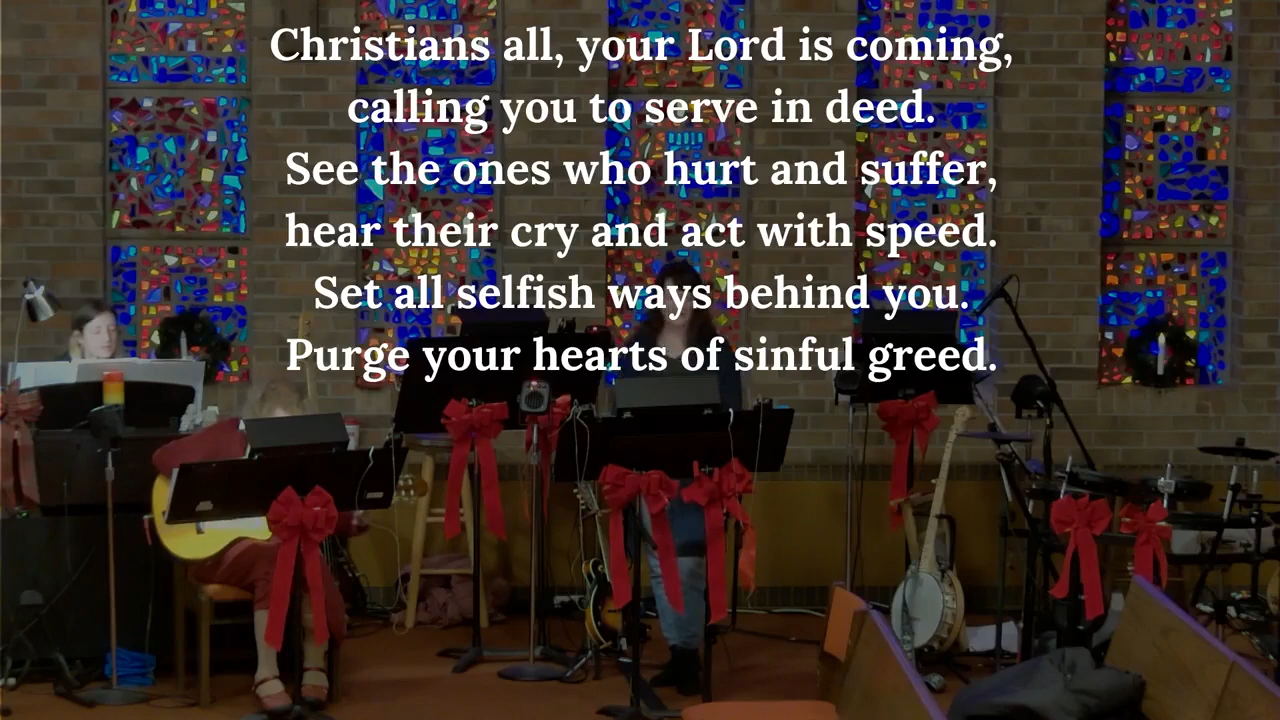 Christians all, your Lord is coming,
calling you to serve in deed.
See the ones who hurt and suffer,
hear their cry and act with speed.
Set all selfish ways behind you.
Purge your hearts of sinful greed.